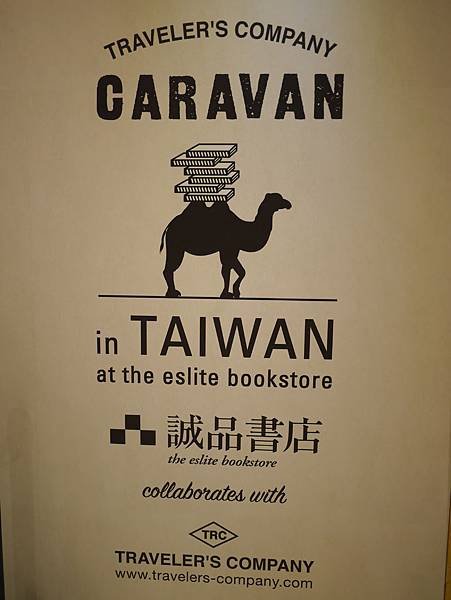 TRAVELER'S COMPANY
CARAVAN
in TAIWAN
at the eslite bookstore
誠品書店
the eslite bookstore
collaborates with
TRC
TRAVELER'S COMPANY
www.travelers-company.com